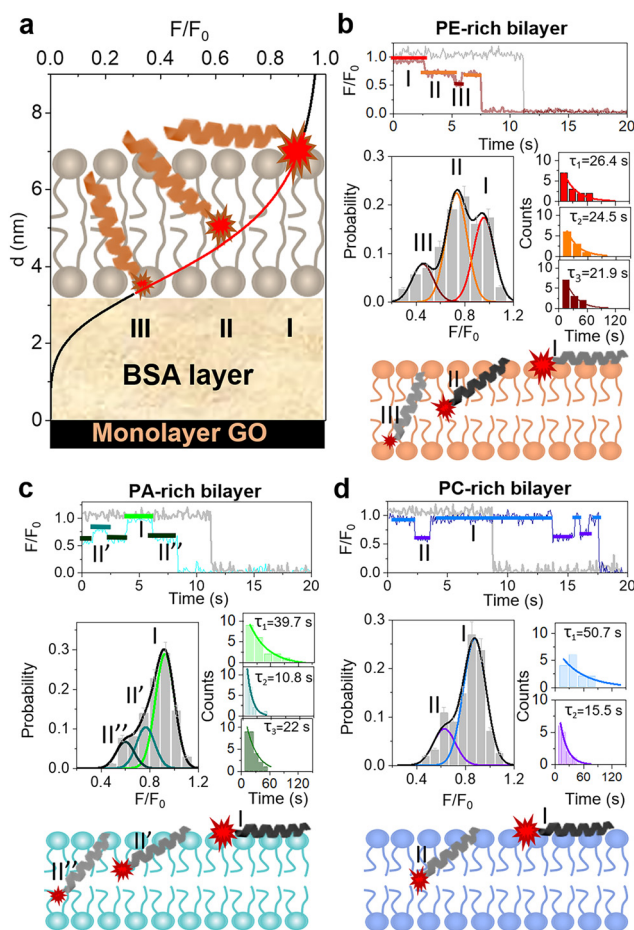 a
F/F₀
0.0 0.2 0.4 0.6 0.8 1.0
8
6
4
2
0
d (nm)
III II I
BSA layer
Monolayer GO
b
PE-rich bilayer
F/F₀
1.0
0.5
0.0
I II III
0 5 10 15 20
Time (s)
Probability
0.3
0.2
0.1
0.0
III II I
0.4 0.8 1.2
F/F₀
Counts
10
5
0
τ₁=26.4 s
10
5
0
τ₂=24.5 s
10
5
0
τ₃=21.9 s
0 60 120
Time (s)
III II I
c
PA-rich bilayer
F/F₀
1.0
0.5
0.0
II' I II''
0 5 10 15 20
Time (s)
Probability
0.3
0.2
0.1
0.0
II'' II' I
0.4 0.8 1.2
F/F₀
Counts
10
5
0
τ₁=39.7 s
10
5
0
τ₂=10.8 s
10
5
0
τ₃=22 s
0 60 120
Time (s)
II'' II' I
d
PC-rich bilayer
F/F₀
1.0
0.5
0.0
II I
0 5 10 15 20
Time (s)
Probability
0.3
0.2
0.1
0.0
II I
0.4 0.8 1.2
F/F₀
Counts
10
5
0
τ₁=50.7 s
10
5
0
τ₂=15.5 s
0 60 120
Time (s)
II I